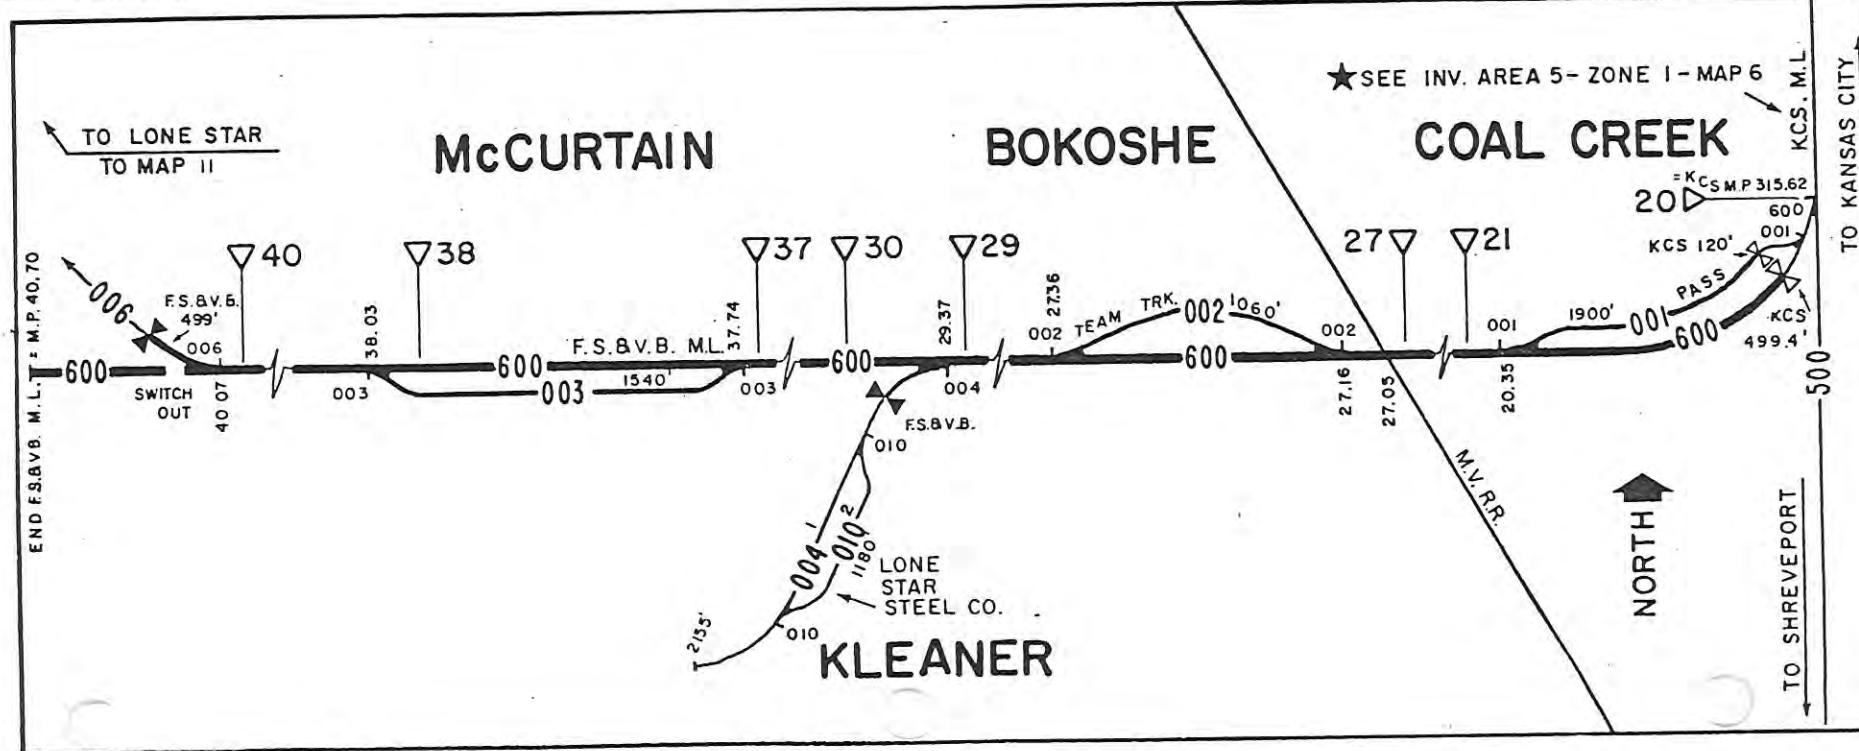 ★ SEE INV. AREA 5- ZONE 1 - MAP 6
KCS. M.L.
TO KANSAS CITY
TO LONE STAR
TO MAP 11
McCURTAIN
BOKOSHE
COAL CREEK
= KCS M.P 315.62
20
600
001
KCS 120'
40
38
37
30
29
27
21
END F.S.&V.B. M.L. = M.P. 40.70
006
F.S.&V.B.
499'
006
600
SWITCH
OUT
40.07
38.03
003
600
F.S.&V.B. M.L.
003
1540'
37.74
003
600
29.37
004
F.S.&V.B.
27.36
002
TEAM TRK.
002
1060'
600
002
27.16
27.05
M.V. R.R.
001
20.35
1900'
001
PASS
600
KCS
499.4'
500
010
004
1
010
2
1180'
LONE
STAR
STEEL CO.
010
2155'
KLEANER
NORTH
TO SHREVEPORT